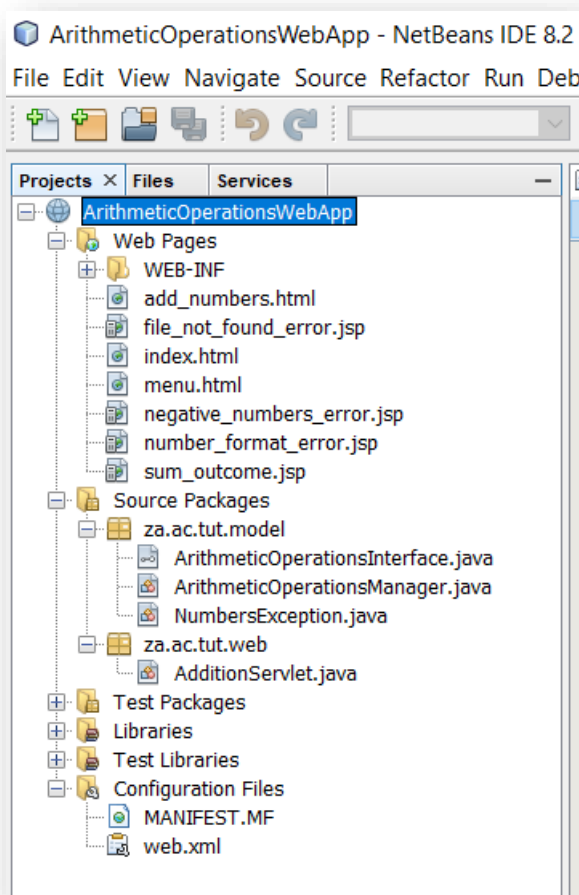 ArithmeticOperationsWebApp - NetBeans IDE 8.2
File Edit View Navigate Source Refactor Run Deb
Projects Files Services
ArithmeticOperationsWebApp
Web Pages
WEB-INF
add_numbers.html
file_not_found_error.jsp
index.html
menu.html
negative_numbers_error.jsp
number_format_error.jsp
sum_outcome.jsp
Source Packages
za.ac.tut.model
ArithmeticOperationsInterface.java
ArithmeticOperationsManager.java
NumbersException.java
za.ac.tut.web
AdditionServlet.java
Test Packages
Libraries
Test Libraries
Configuration Files
MANIFEST.MF
web.xml